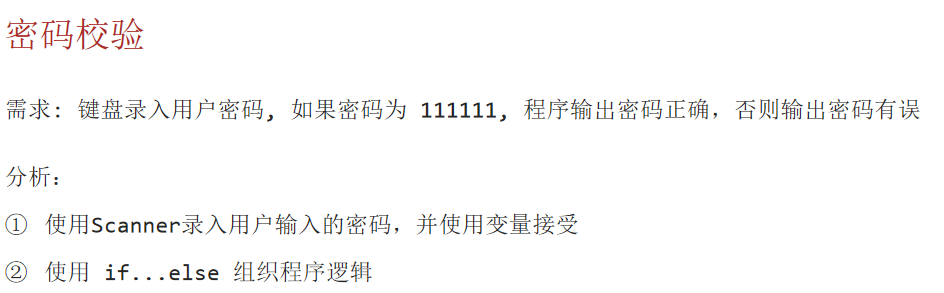 密码校验
需求: 键盘录入用户密码, 如果密码为 111111, 程序输出密码正确，否则输出密码有误
分析：
① 使用Scanner录入用户输入的密码，并使用变量接受
② 使用 if...else 组织程序逻辑